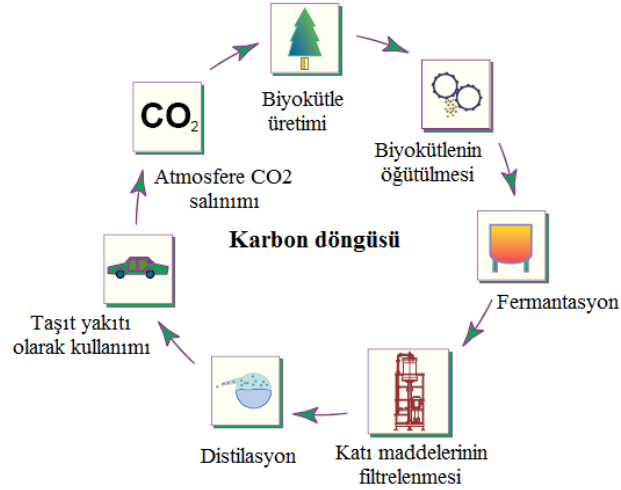 Biyokütle
üretimi
Biyokütlenin
öğütülmesi
Fermantasyon
Katı maddelerinin
filtrelenmesi
Distilasyon
Taşıt yakıtı
olarak kullanımı
CO₂
Atmosfere CO2
salınımı
Karbon döngüsü